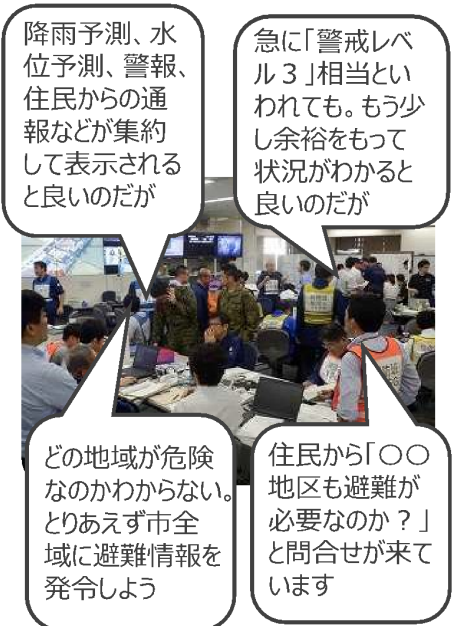 降雨予測、水
位予測、警報、
住民からの通
報などが集約
して表示される
と良いのだが
急に「警戒レベ
ル３」相当とい
われても。もう少
し余裕をもって
状況がわかると
良いのだが
どの地域が危険
なのかわからない。
とりあえず市全
域に避難情報を
発令しよう
住民から「〇〇
地区も避難が
必要なのか？」
と問合せが来て
います